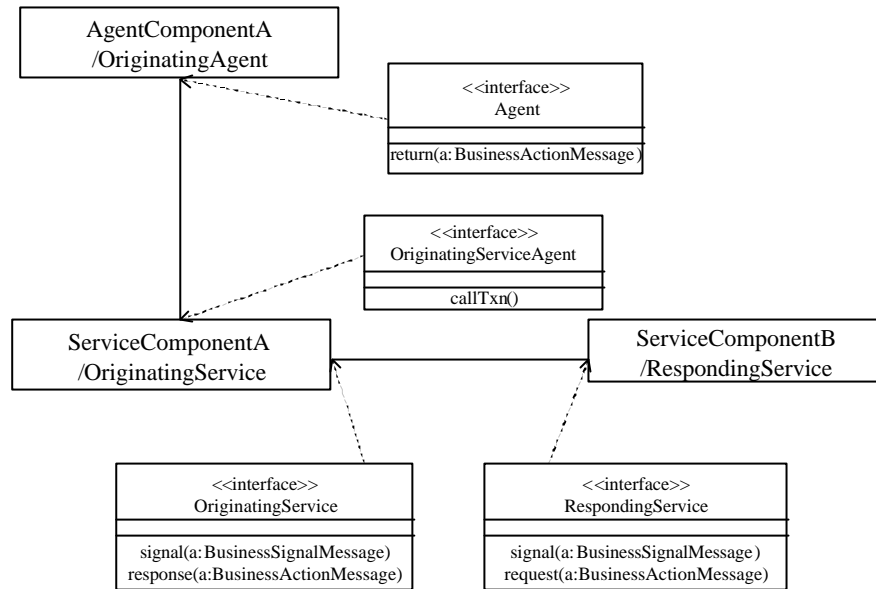 AgentComponentA
/OriginatingAgent
<<interface>>
Agent
return(a:BusinessActionMessage)
<<interface>>
OriginatingServiceAgent
callTxn()
ServiceComponentA
/OriginatingService
ServiceComponentB
/RespondingService
<<interface>>
OriginatingService
signal(a:BusinessSignalMessage)
response(a:BusinessActionMessage)
<<interface>>
RespondingService
signal(a:BusinessSignalMessage)
request(a:BusinessActionMessage)